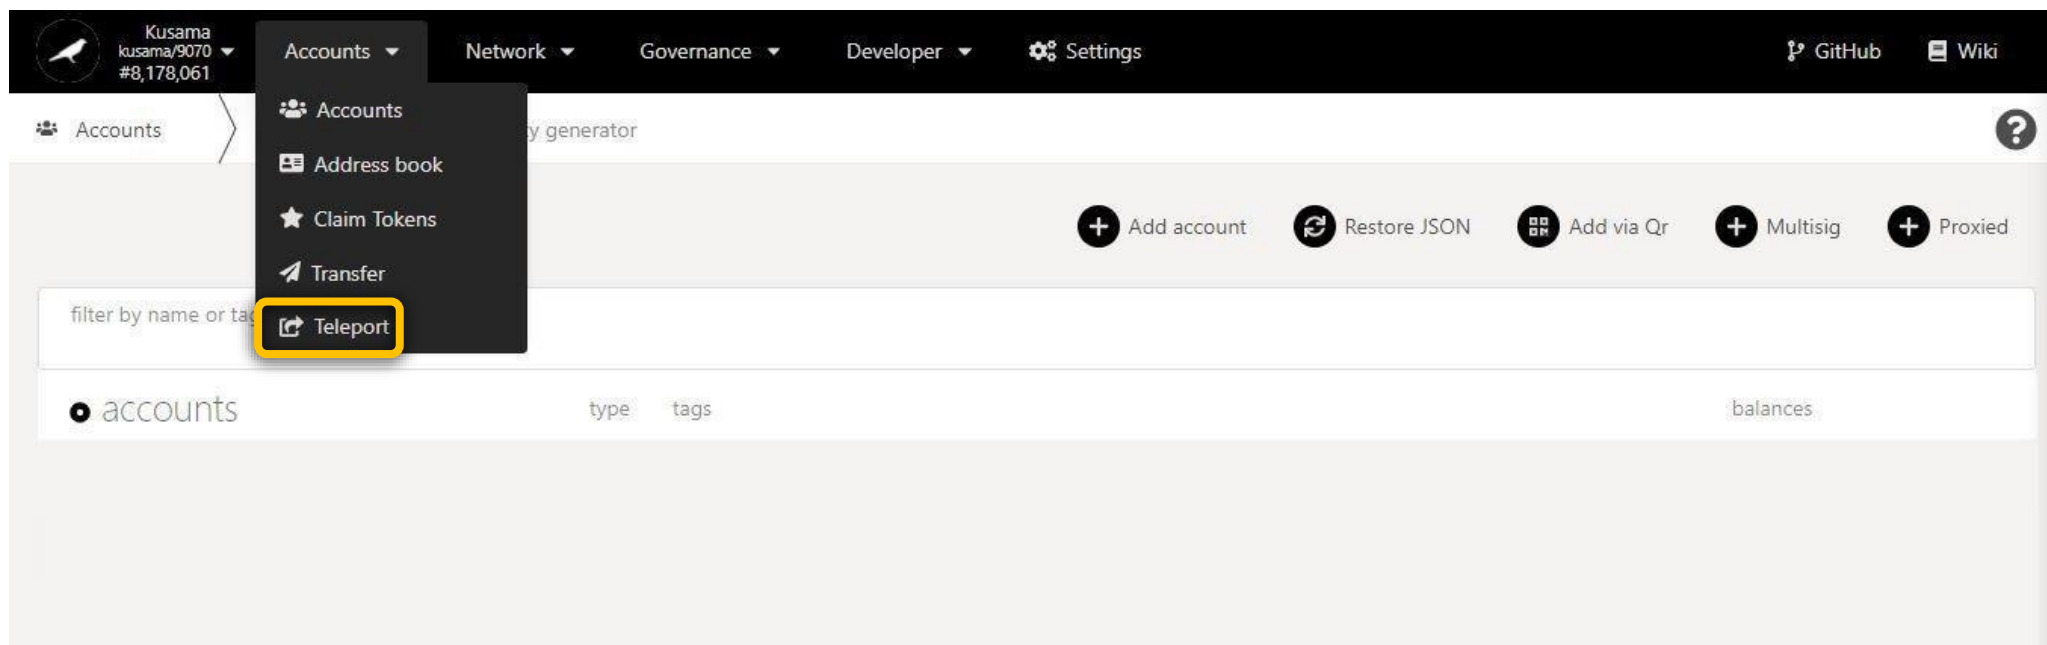 Kusama
kusama/9070
#8,178,061
Accounts
Network
Governance
Developer
Settings
GitHub
Wiki
Accounts
Address book
Claim Tokens
Transfer
Teleport
Accounts
y generator
Add account
Restore JSON
Add via Qr
Multisig
Proxied
filter by name or tag
accounts
type
tags
balances